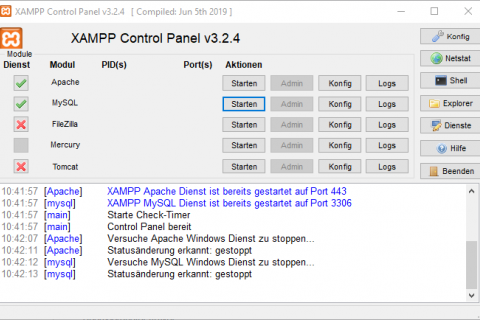 XAMPP Control Panel v3.2.4 [ Compiled: Jun 5th 2019 ]
XAMPP Control Panel v3.2.4
Konfig
Netstat
Shell
Explorer
Dienste
Hilfe
Beenden
Module
Dienst Modul PID(s) Port(s) Aktionen
Apache Starten Admin Konfig Logs
MySQL Starten Admin Konfig Logs
FileZilla Starten Admin Konfig Logs
Mercury Starten Admin Konfig Logs
Tomcat Starten Admin Konfig Logs
10:41:57 [Apache] XAMPP Apache Dienst ist bereits gestartet auf Port 443
10:41:57 [mysql] XAMPP MySQL Dienst ist bereits gestartet auf Port 3306
10:41:57 [main] Starte Check-Timer
10:41:57 [main] Control Panel bereit
10:42:07 [Apache] Versuche Apache Windows Dienst zu stoppen...
10:42:11 [Apache] Statusänderung erkannt: gestoppt
10:42:12 [mysql] Versuche MySQL Windows Dienst zu stoppen...
10:42:13 [mysql] Statusänderung erkannt: gestoppt